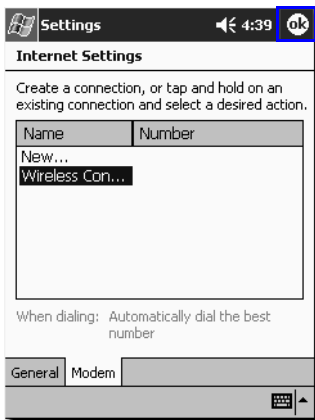 Settings 4:39 ok
Internet Settings
Create a connection, or tap and hold on an
existing connection and select a desired action.
Name Number
New...
Wireless Con...
When dialing: Automatically dial the best
number
General Modem